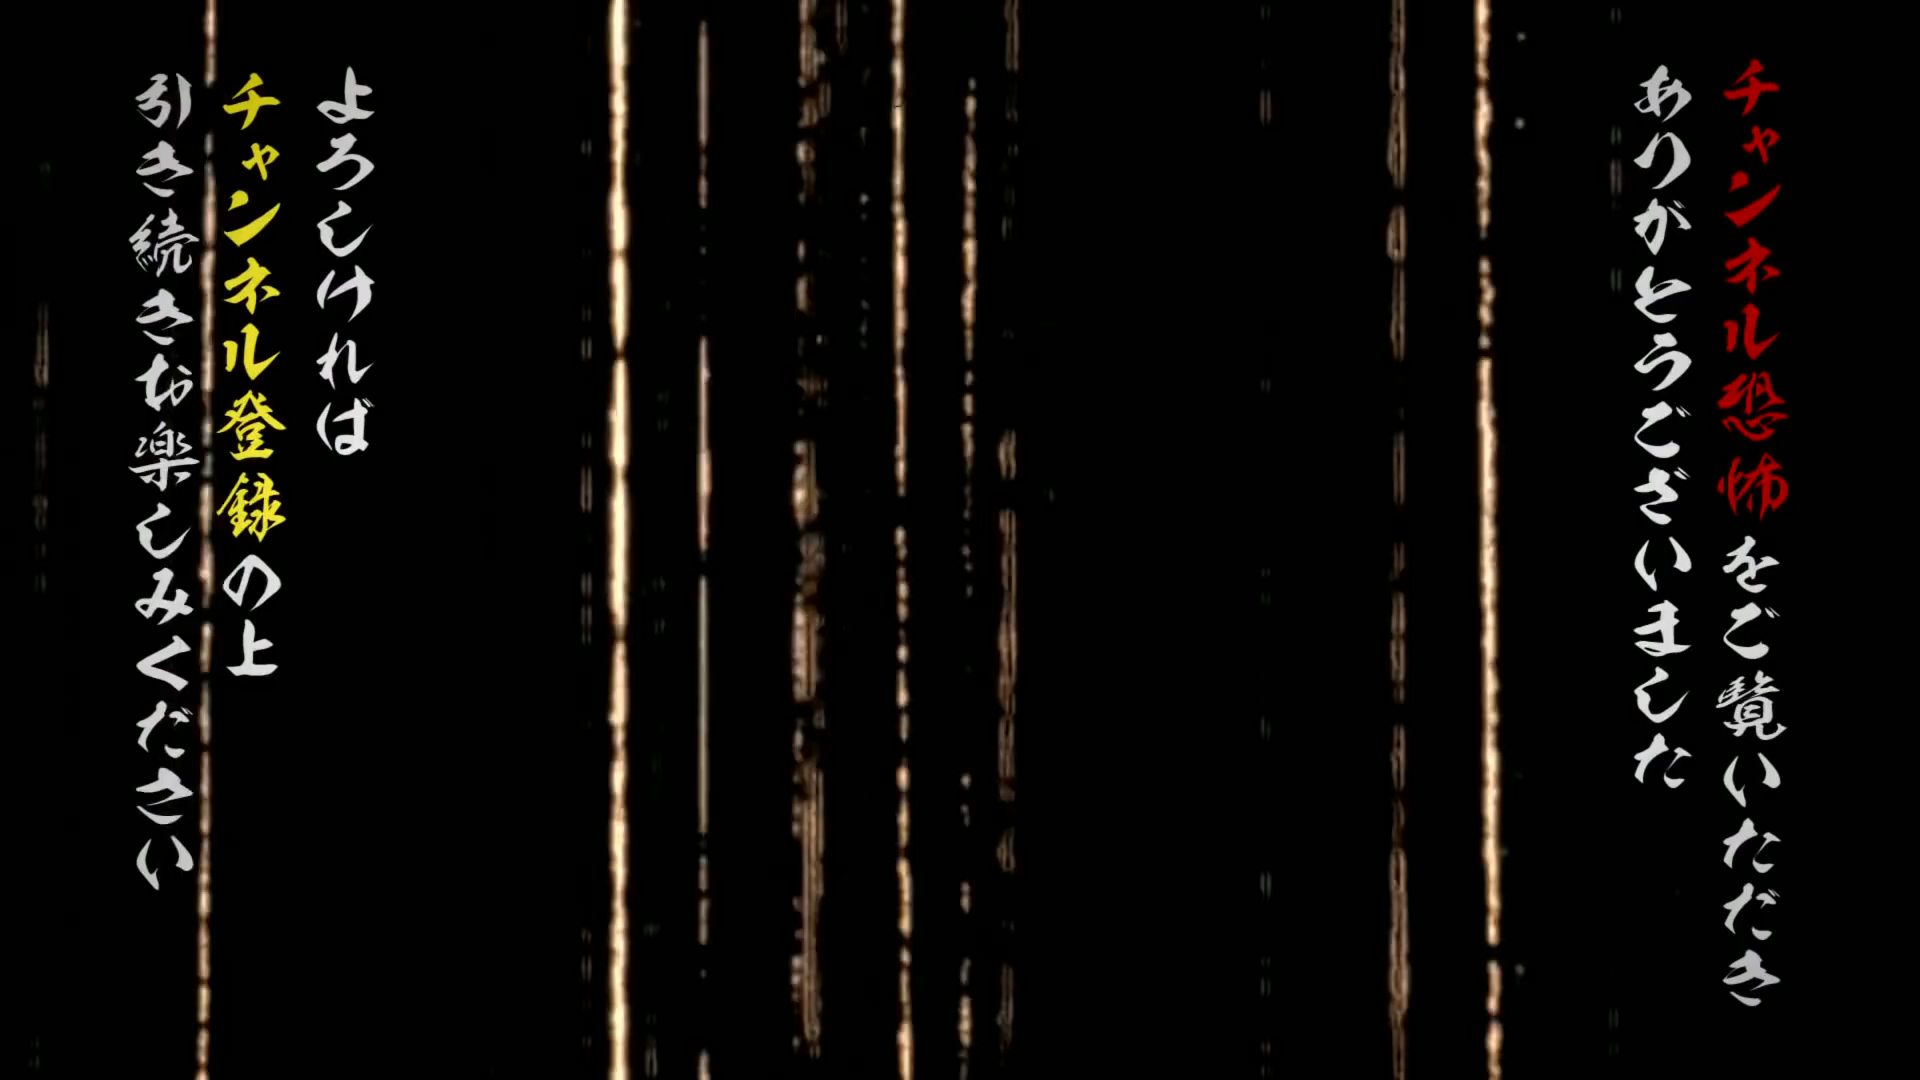 チャンネル恐怖をご覧いただき
ありがとうございました
よろしければ
チャンネル登録の上
引き続きお楽しみください